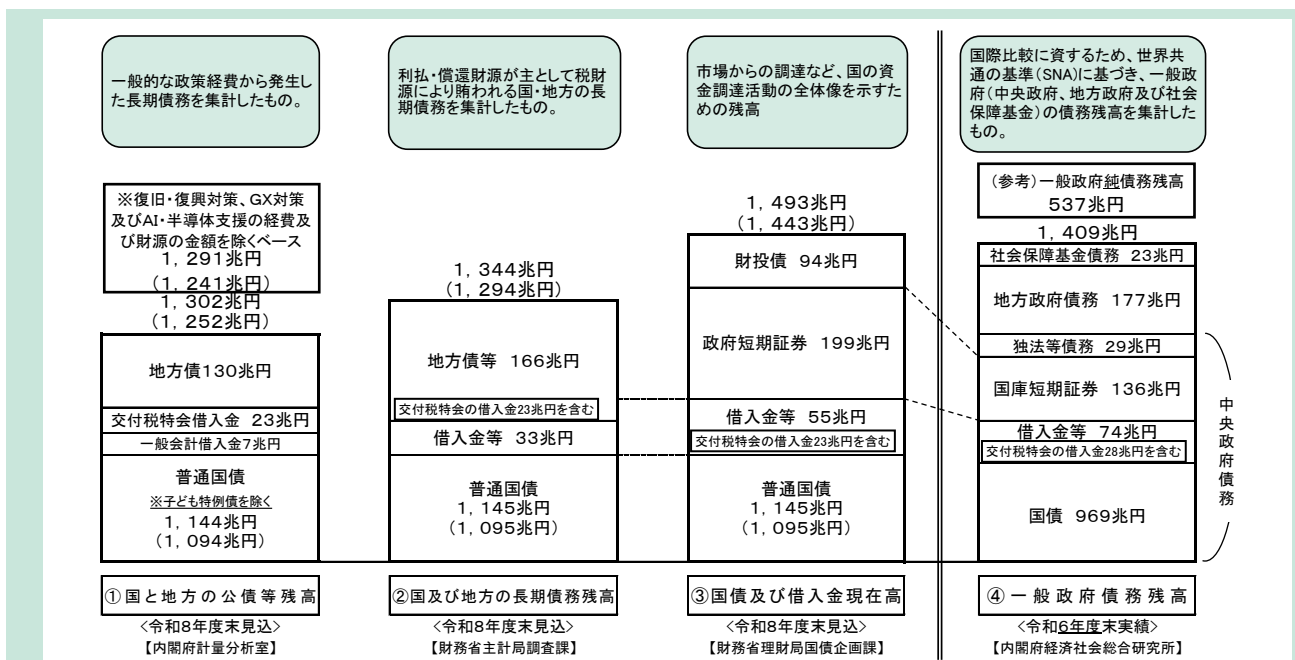 一般的な政策経費から発生し
た長期債務を集計したもの。
利払・償還財源が主として税財
源により賄われる国・地方の長
期債務を集計したもの。
市場からの調達など、国の資
金調達活動の全体像を示すた
めの残高
国際比較に資するため、世界共
通の基準(SNA)に基づき、一般政
府(中央政府、地方政府及び社会
保障基金)の債務残高を集計した
もの。
※復旧・復興対策、GX対策
及びAI・半導体支援の経費及
び財源の金額を除くベース
1,291兆円
(1,241兆円)
1,302兆円
(1,252兆円)
地方債130兆円
交付税特会借入金 23兆円
一般会計借入金7兆円
普通国債
※子ども特例債を除く
1,144兆円
(1,094兆円)
①国と地方の公債等残高
<令和8年度末見込>
【内閣府計量分析室】
1,344兆円
(1,294兆円)
地方債等 166兆円
交付税特会の借入金23兆円を含む
借入金等 33兆円
普通国債
1,145兆円
(1,095兆円)
②国及び地方の長期債務残高
<令和8年度末見込>
【財務省主計局調査課】
1,493兆円
(1,443兆円)
財投債 94兆円
政府短期証券 199兆円
借入金等 55兆円
交付税特会の借入金23兆円を含む
普通国債
1,145兆円
(1,095兆円)
③国債及び借入金現在高
<令和8年度末見込>
【財務省理財局国債企画課】
(参考)一般政府純債務残高
537兆円
1,409兆円
社会保障基金債務 23兆円
地方政府債務 177兆円
独法等債務 29兆円
国庫短期証券 136兆円
借入金等 74兆円
交付税特会の借入金28兆円を含む
国債 969兆円
中央政府債務
④一般政府債務残高
<令和6年度末実績>
【内閣府経済社会総合研究所】